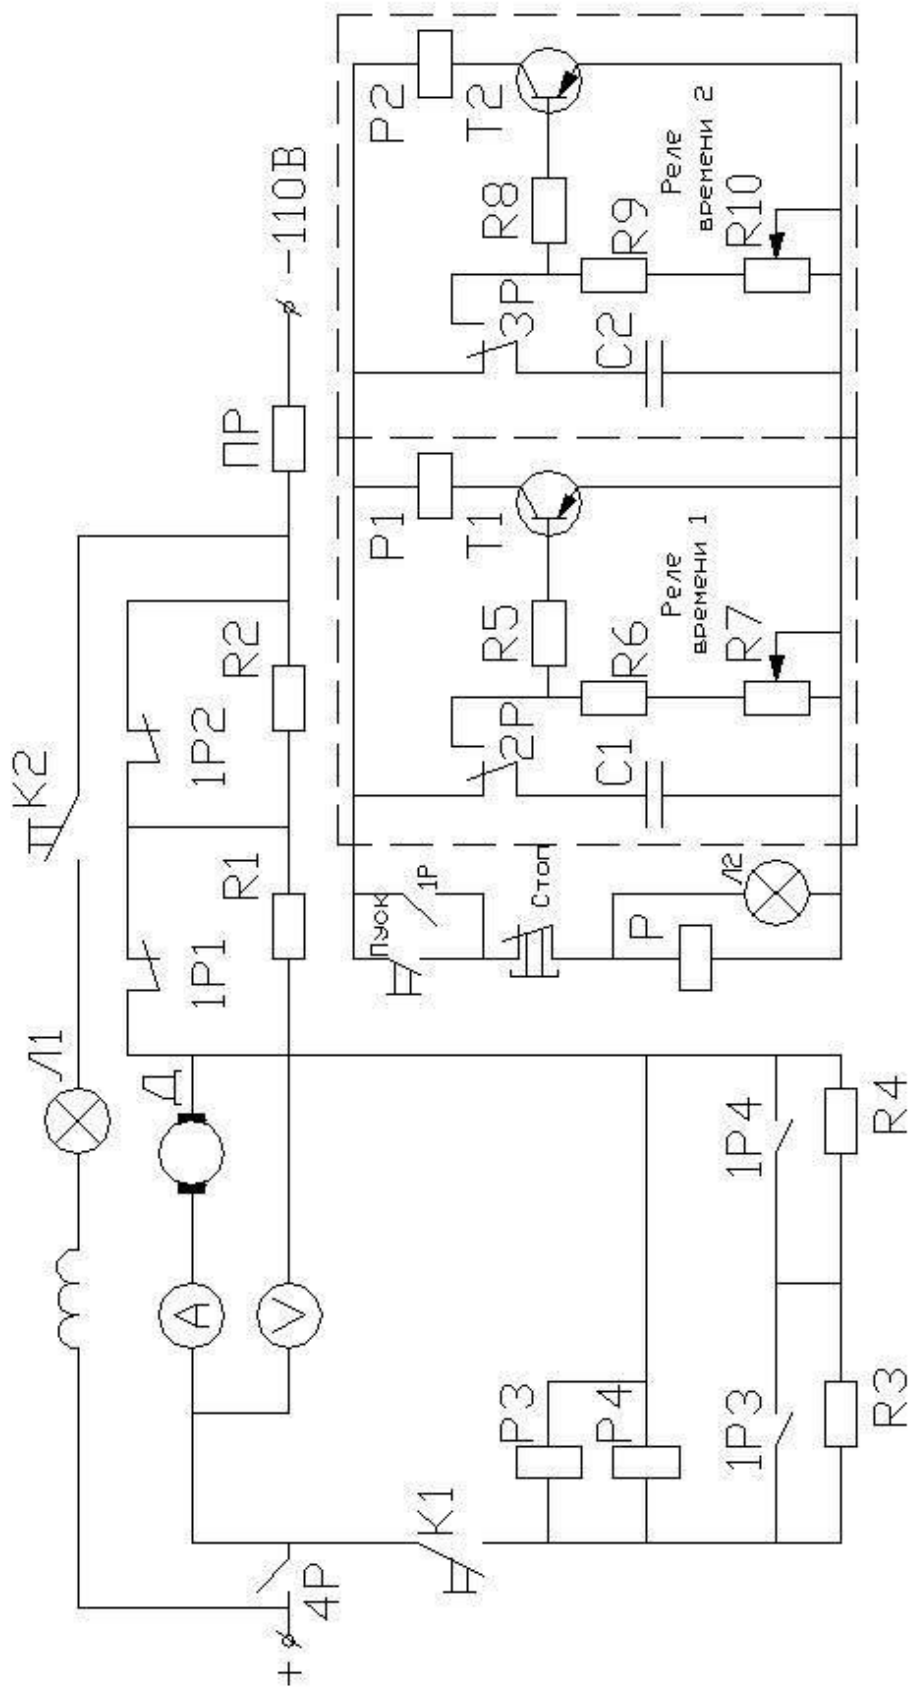 К2
Л1
1Р1
1Р2
R1
R2
ПР
-110В
Д
А
V
+
4Р
К1
Р3
Р4
1Р3
1Р4
R3
R4
Пуск
1Р
Стоп
Р
Л2
Р1
Т1
R5
2Р
С1
R6
R7
Реле
времени 1
Р2
Т2
R8
3Р
С2
R9
R10
Реле
времени 2